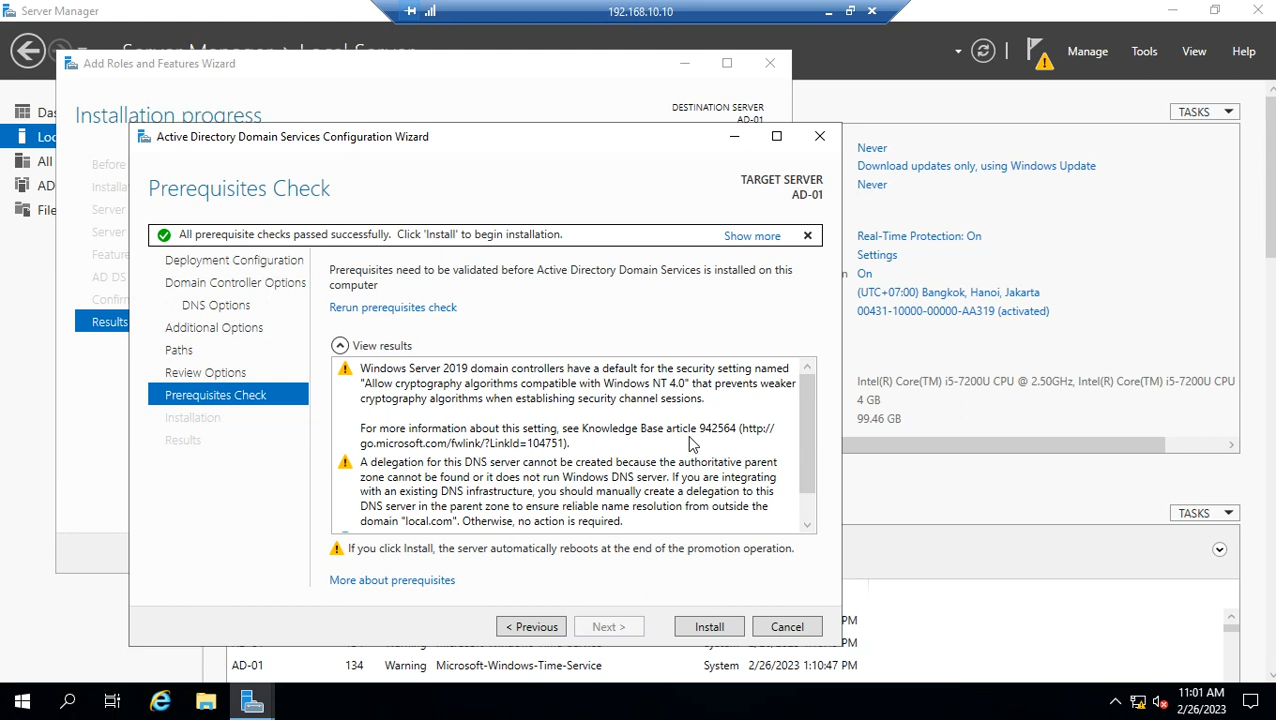 Server Manager
192.168.10.10
Manage
Tools
View
Help
Add Roles and Features Wizard
Installation progress
DESTINATION SERVER
AD-01
TASKS
Before
Installa
Server
Server
Feature
AD DS
Confir
Results
Active Directory Domain Services Configuration Wizard
Prerequisites Check
TARGET SERVER
AD-01
All prerequisite checks passed successfully. Click 'Install' to begin installation.
Show more
Deployment Configuration
Domain Controller Options
DNS Options
Additional Options
Paths
Review Options
Prerequisites Check
Installation
Results
Prerequisites need to be validated before Active Directory Domain Services is installed on this
computer
Rerun prerequisites check
View results
Windows Server 2019 domain controllers have a default for the security setting named
"Allow cryptography algorithms compatible with Windows NT 4.0" that prevents weaker
cryptography algorithms when establishing security channel sessions.
For more information about this setting, see Knowledge Base article 942564 (http://
go.microsoft.com/fwlink/?LinkId=104751).
A delegation for this DNS server cannot be created because the authoritative parent
zone cannot be found or it does not run Windows DNS server. If you are integrating
with an existing DNS infrastructure, you should manually create a delegation to this
DNS server in the parent zone to ensure reliable name resolution from outside the
domain "local.com". Otherwise, no action is required.
If you click Install, the server automatically reboots at the end of the promotion operation.
More about prerequisites
< Previous
Next >
Install
Cancel
Never
Download updates only, using Windows Update
Never
Real-Time Protection: On
Settings
On
(UTC+07:00) Bangkok, Hanoi, Jakarta
00431-10000-00000-AA319 (activated)
Intel(R) Core(TM) i5-7200U CPU @ 2.50GHz, Intel(R) Core(TM) i5-7200U CPU
4 GB
99.46 GB
TASKS
PM
PM
AD-01 134 Warning Microsoft-Windows-Time-Service System 2/26/2023 1:10:47 PM
11:01 AM
2/26/2023